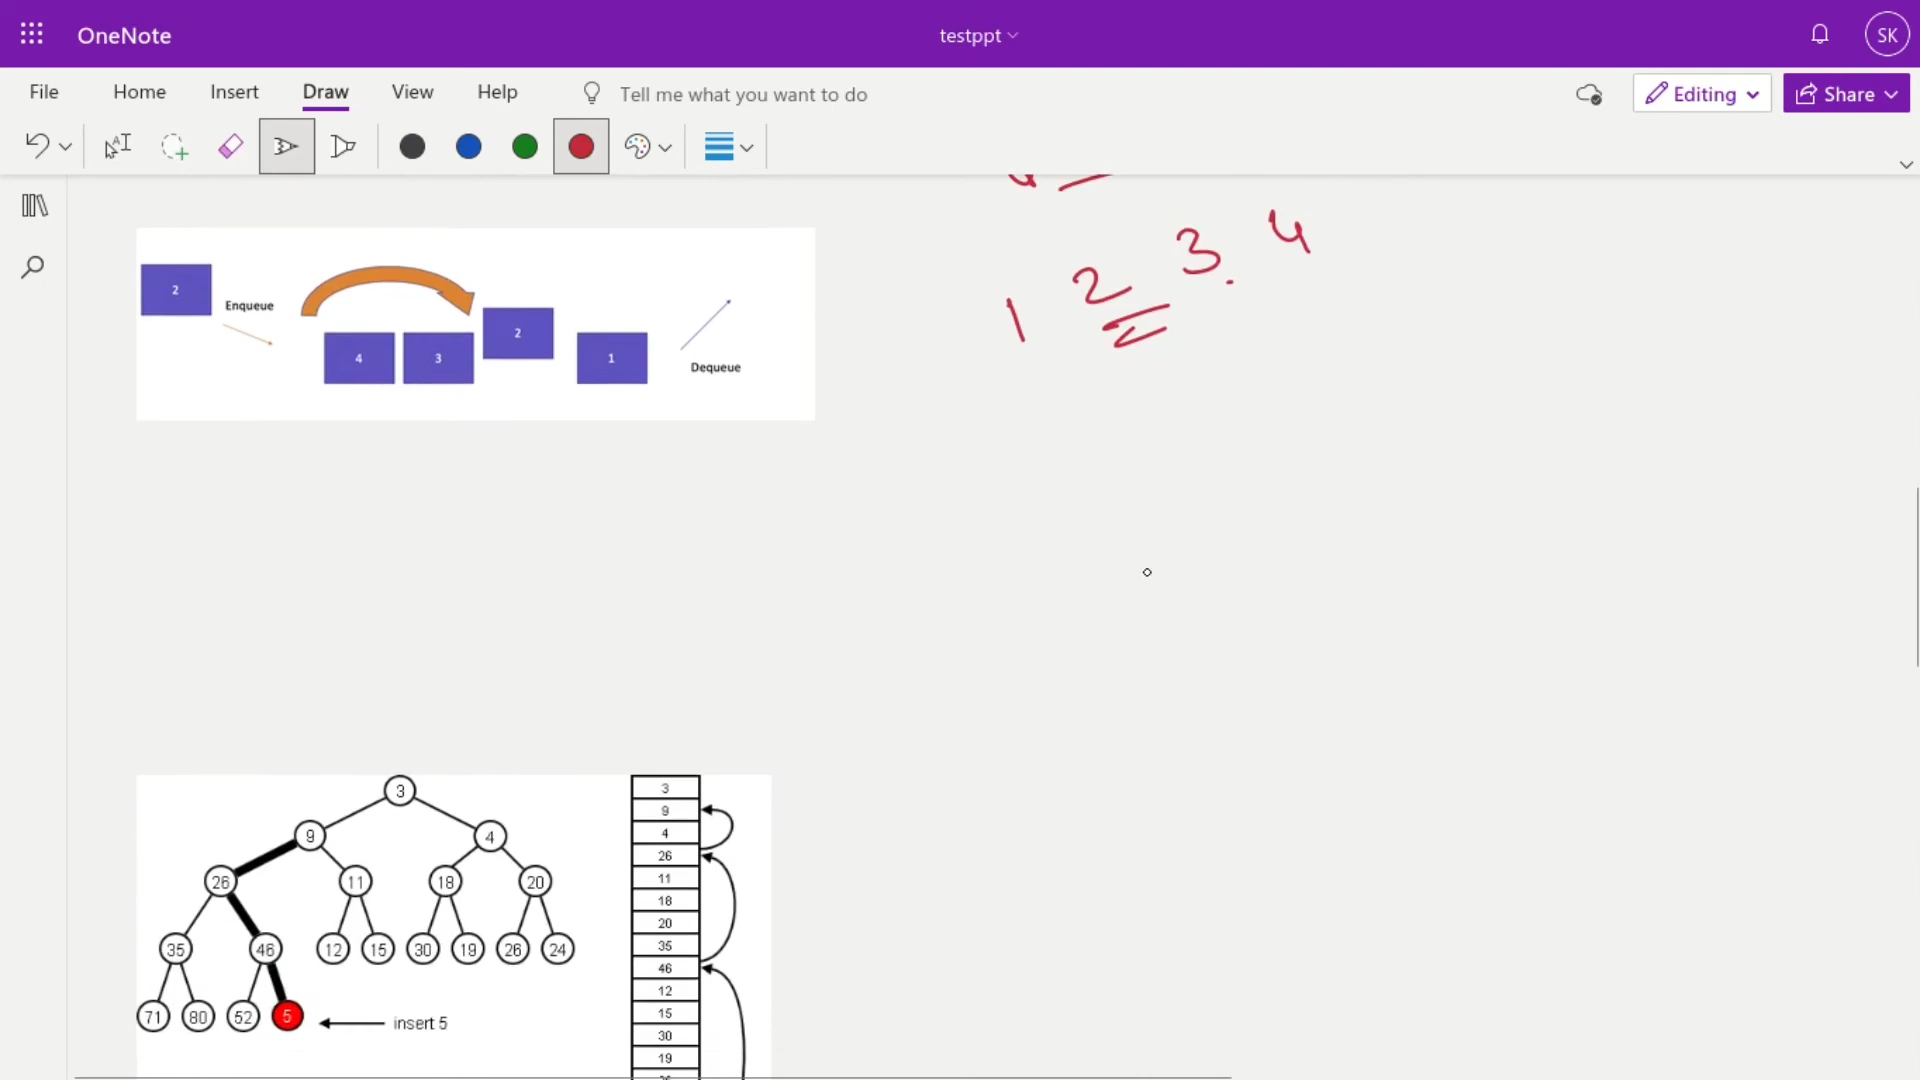 OneNote
testppt
SK
File Home Insert Draw View Help Tell me what you want to do
Editing
Share
1 2 3. 4
2
Enqueue
4 3 2 1
Dequeue
3
9 4
26 11 18 20
35 46 12 15 30 19 26 24
71 80 52 5
insert 5
3
9
4
26
11
18
20
35
46
12
15
30
19